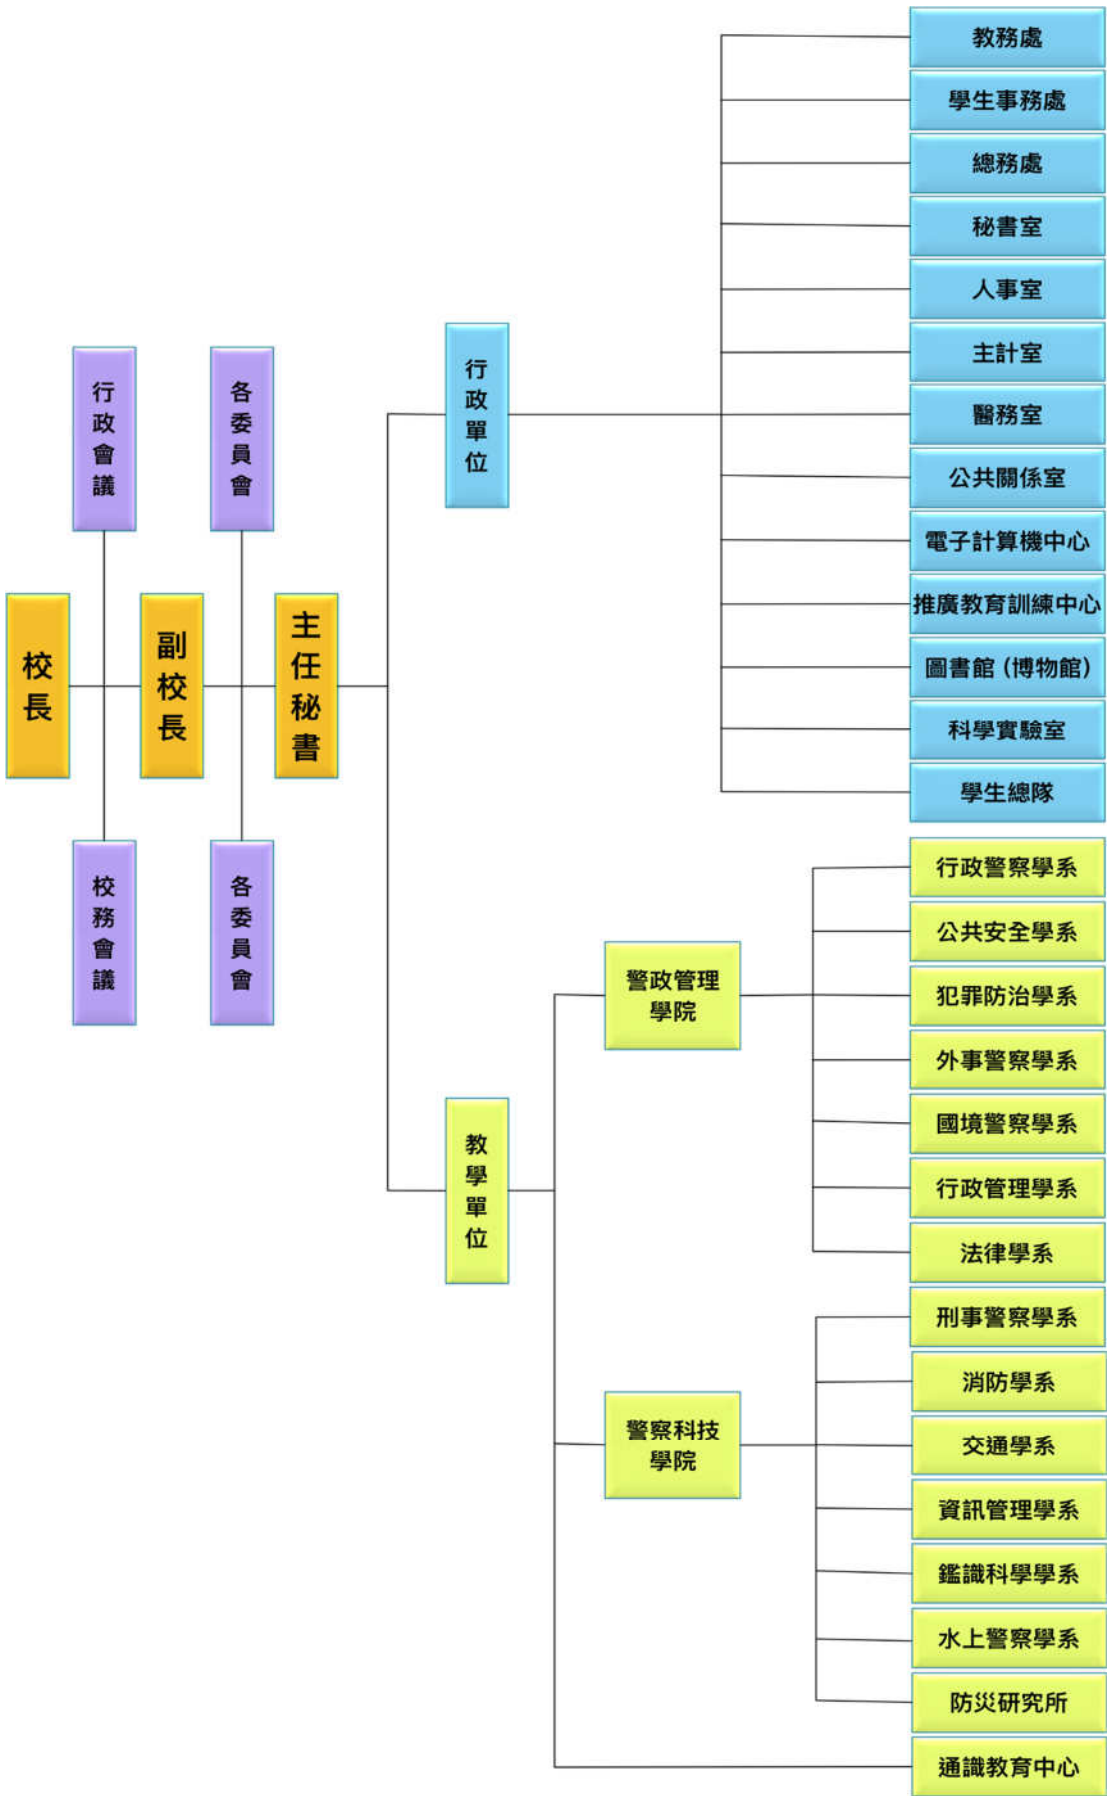 校長
行政會議
校務會議
副校長
各委員會
各委員會
主任秘書
行政單位
教務處
學生事務處
總務處
秘書室
人事室
主計室
醫務室
公共關係室
電子計算機中心
推廣教育訓練中心
圖書館(博物館)
科學實驗室
學生總隊
教學單位
警政管理
學院
行政警察學系
公共安全學系
犯罪防治學系
外事警察學系
國境警察學系
行政管理學系
法律學系
警察科技
學院
刑事警察學系
消防學系
交通學系
資訊管理學系
鑑識科學學系
水上警察學系
防災研究所
通識教育中心